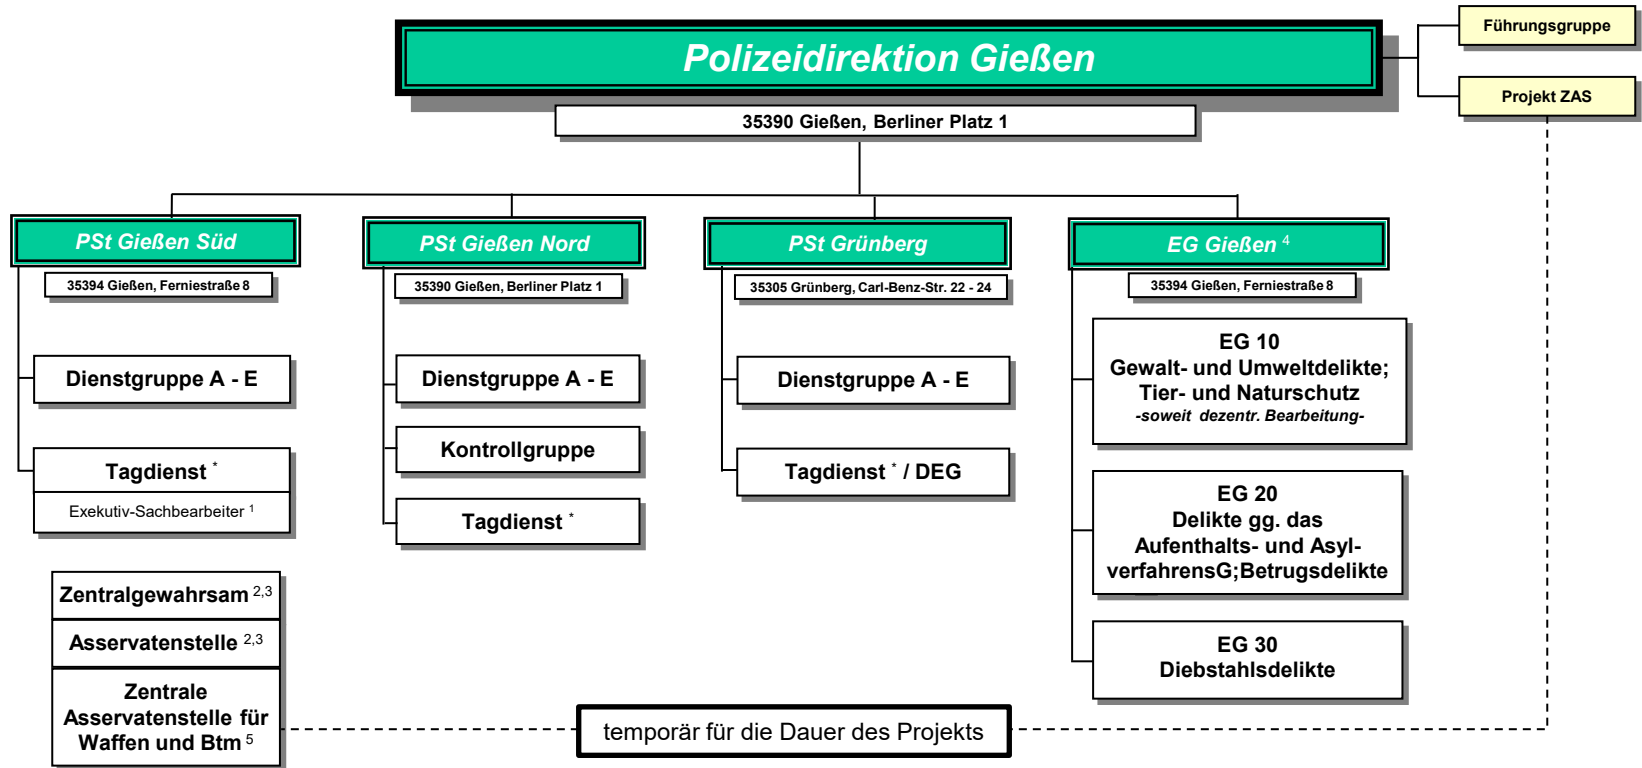 Polizeidirektion Gießen
35390 Gießen, Berliner Platz 1
Führungsgruppe
Projekt ZAS
PSt Gießen Süd
35394 Gießen, Ferniestraße 8
Dienstgruppe A - E
Tagdienst *
Exekutiv-Sachbearbeiter 1
Zentralgewahrsam 2,3
Asservatenstelle 2,3
Zentrale
Asservatenstelle für
Waffen und Btm 5
PSt Gießen Nord
35390 Gießen, Berliner Platz 1
Dienstgruppe A - E
Kontrollgruppe
Tagdienst *
PSt Grünberg
35305 Grünberg, Carl-Benz-Str. 22 - 24
Dienstgruppe A - E
Tagdienst * / DEG
EG Gießen 4
35394 Gießen, Ferniestraße 8
EG 10
Gewalt- und Umweltdelikte;
Tier- und Naturschutz
-soweit dezentr. Bearbeitung-
EG 20
Delikte gg. das
Aufenthalts- und Asyl-
verfahrensG;Betrugsdelikte
EG 30
Diebstahlsdelikte
temporär für die Dauer des Projekts